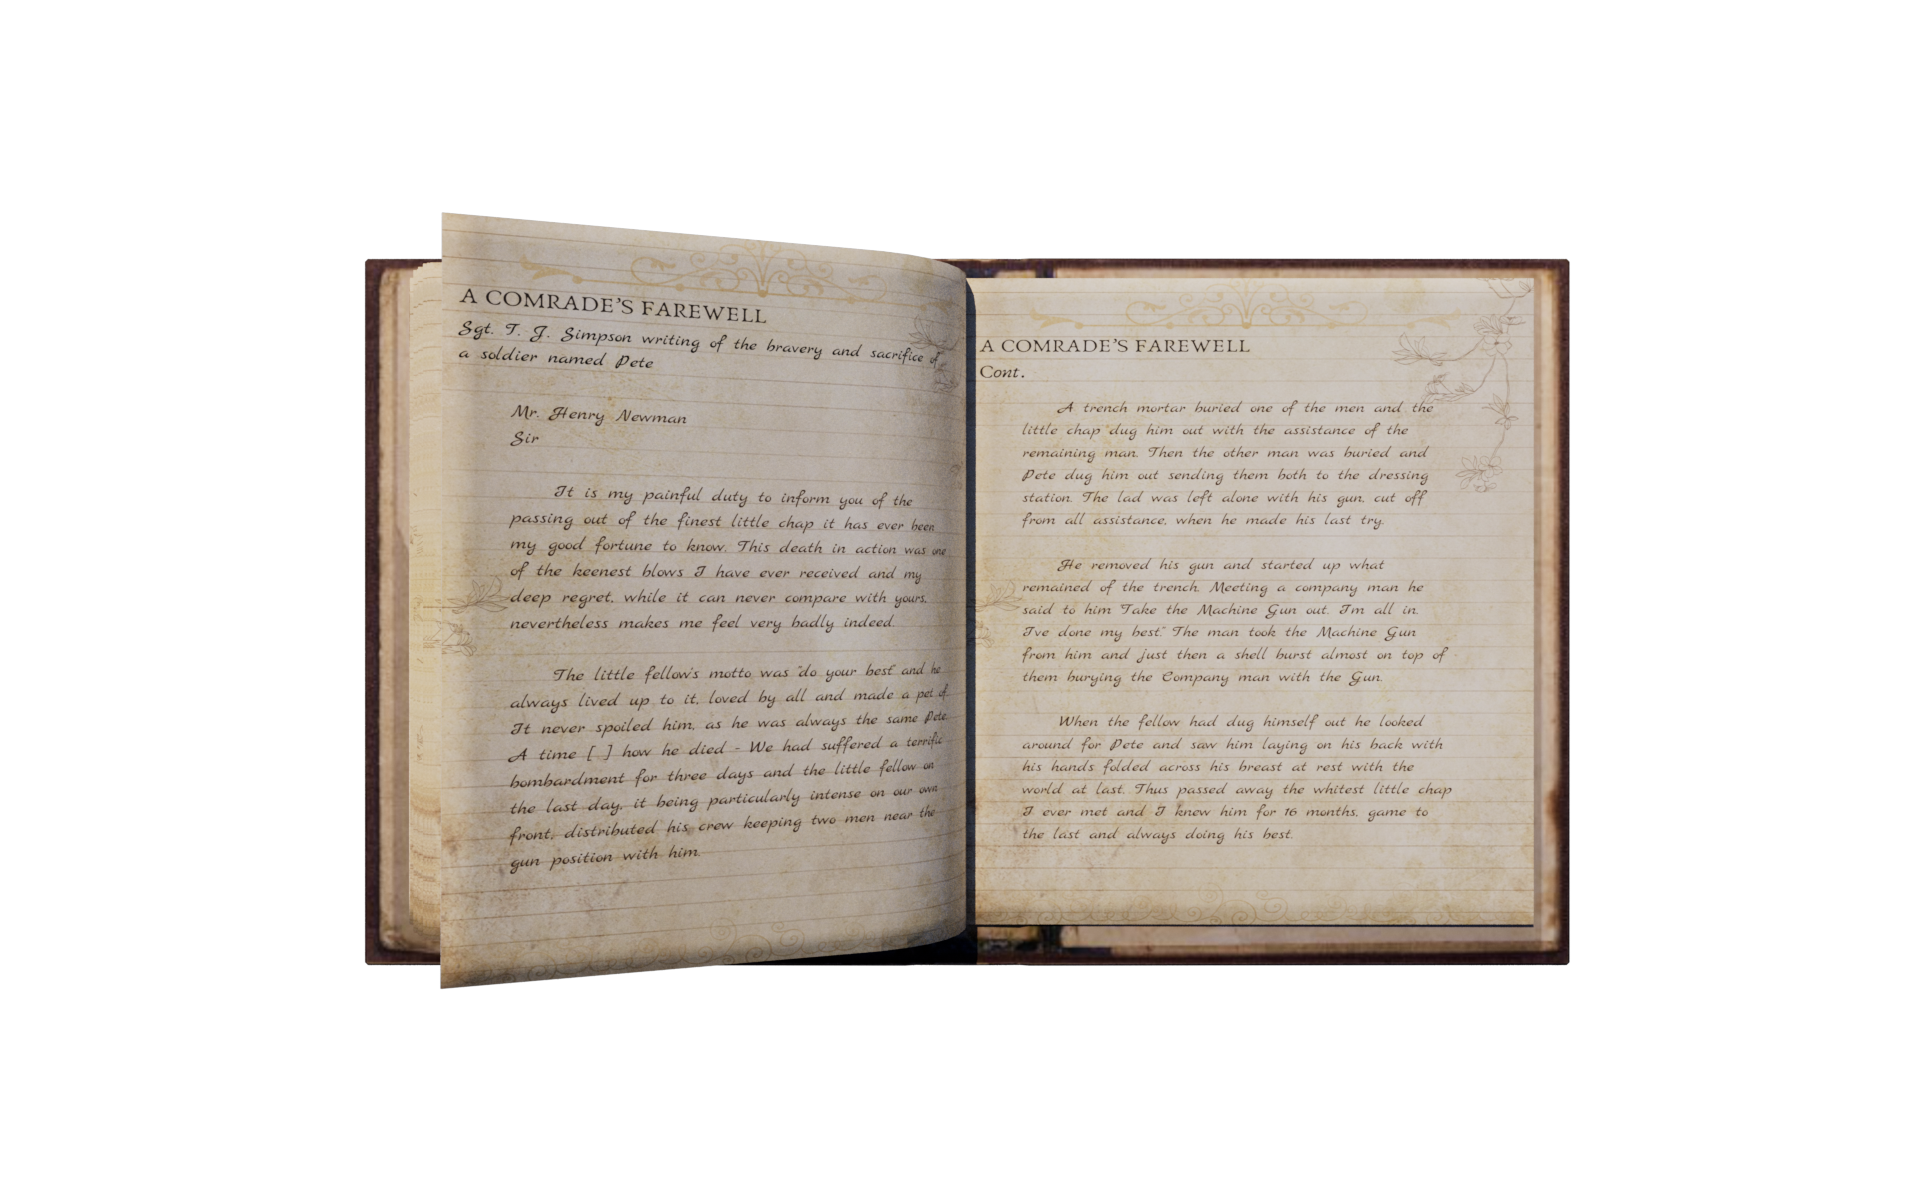 A COMRADE'S FAREWELL
Sgt. T. J. Simpson writing of the bravery and sacrifice of
a soldier named Pete
Mr. Henry Newman
Sir
It is my painful duty to inform you of the
passing out of the finest little chap it has ever been
my good fortune to know. This death in action was one
of the keenest blows I have ever received and my
deep regret, while it can never compare with yours,
nevertheless makes me feel very badly indeed.
The little fellow's motto was "do your best" and he
always lived up to it, loved by all and made a pet of.
It never spoiled him, as he was always the same Pete.
A time [ ] how he died - We had suffered a terrific
bombardment for three days and the little fellow on
the last day, it being particularly intense on our own
front, distributed his crew keeping two men near the
gun position with him.
A COMRADE'S FAREWELL
Cont.
A trench mortar buried one of the men and the
little chap dug him out with the assistance of the
remaining man. Then the other man was buried and
Pete dug him out sending them both to the dressing
station. The lad was left alone with his gun, cut off
from all assistance, when he made his last try.
He removed his gun and started up what
remained of the trench. Meeting a company man he
said to him Take the Machine Gun out. I'm all in.
I've done my best." The man took the Machine Gun
from him and just then a shell burst almost on top of
them burying the Company man with the Gun.
When the fellow had dug himself out he looked
around for Pete and saw him laying on his back with
his hands folded across his breast at rest with the
world at last. Thus passed away the whitest little chap
I ever met and I knew him for 16 months, game to
the last and always doing his best.